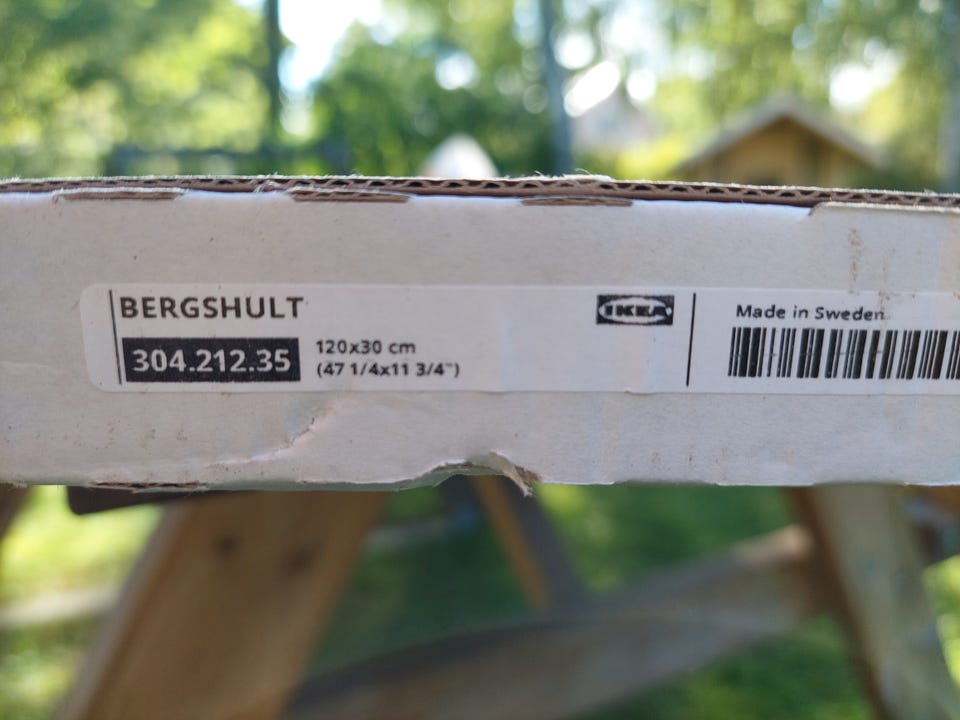 BERGSHULT
304.212.35
120x30 cm
(47 1/4x11 3/4")
IKEA
Made in Sweden